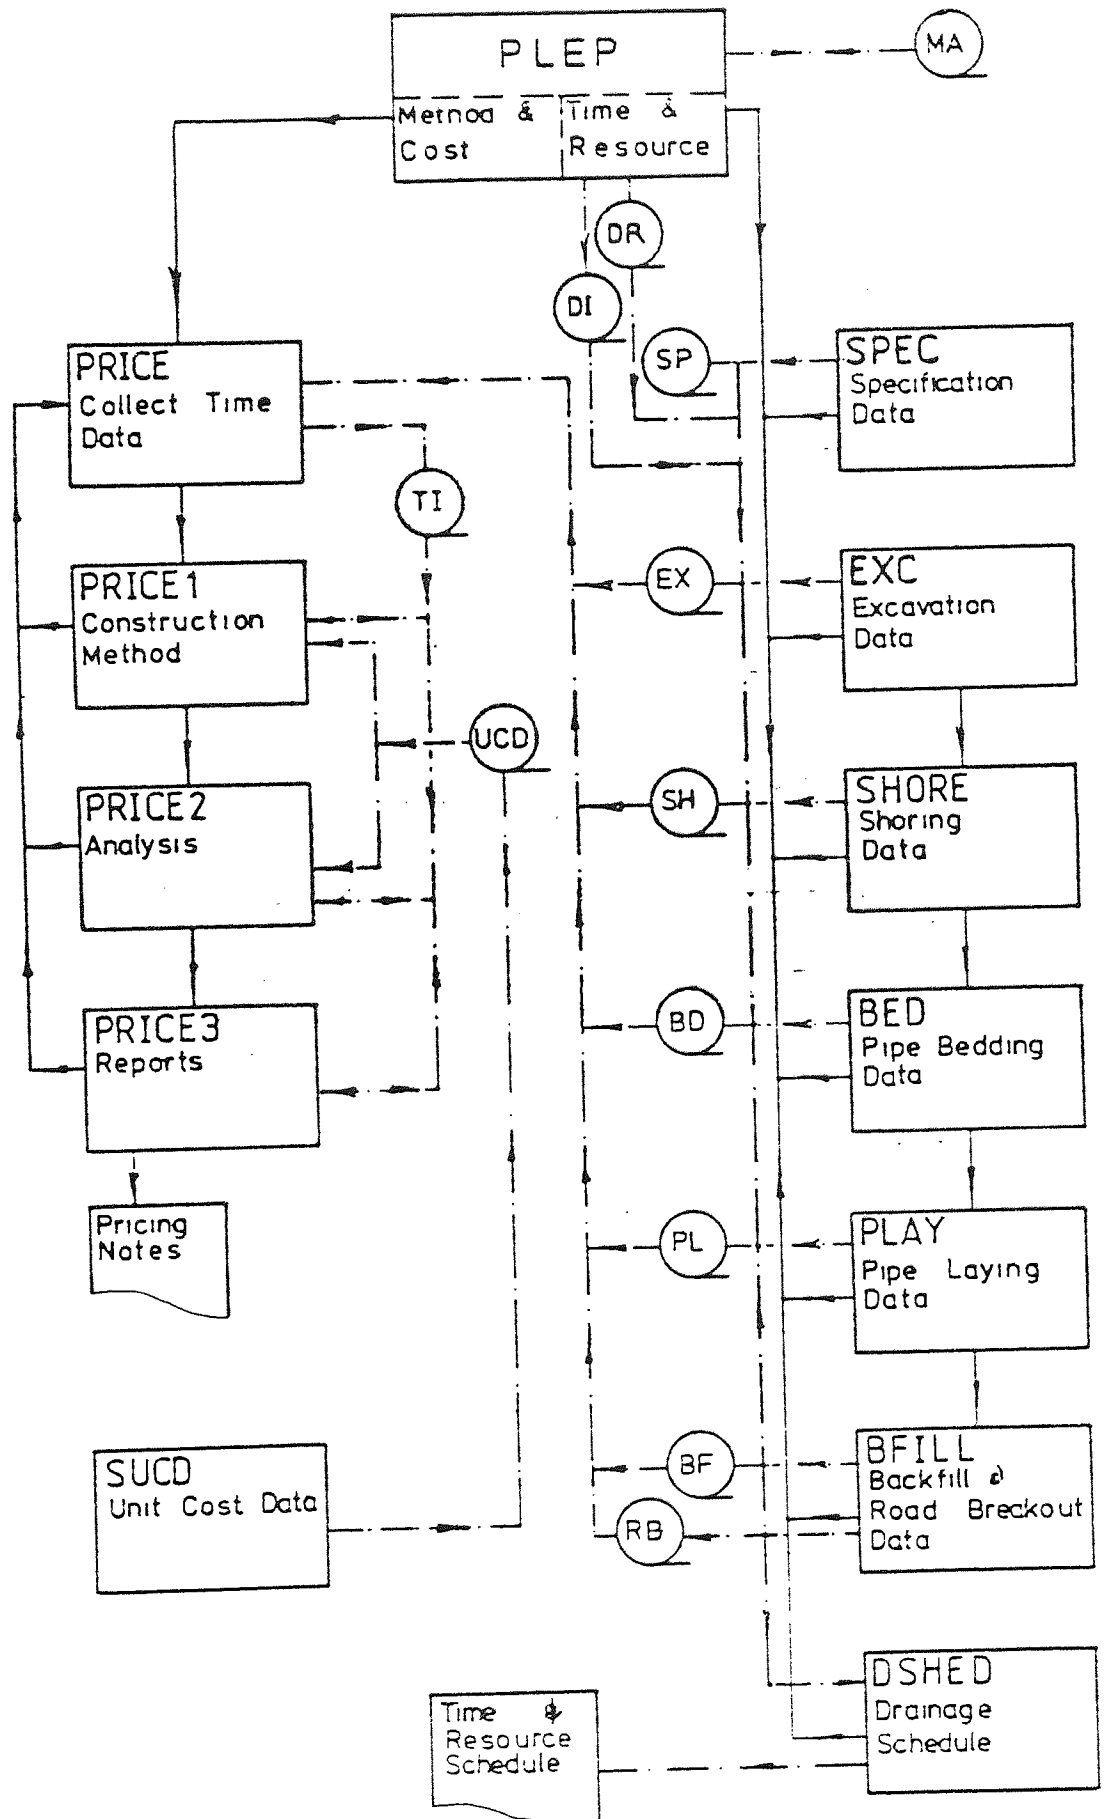 PLEP
MA
Method &
Cost
Time &
Resource
DR
DI
SP
SPEC
Specification
Data
PRICE
Collect Time
Data
TI
EX
EXC
Excavation
Data
PRICE1
Construction
Method
UCD
SH
SHORE
Shoring
Data
PRICE2
Analysis
BD
BED
Pipe Bedding
Data
PRICE3
Reports
Pricing
Notes
PL
PLAY
Pipe Laying
Data
SUCD
Unit Cost Data
BF
RB
BFILL
Backfill &
Road Breckout
Data
DSHED
Drainage
Schedule
Time &
Resource
Schedule